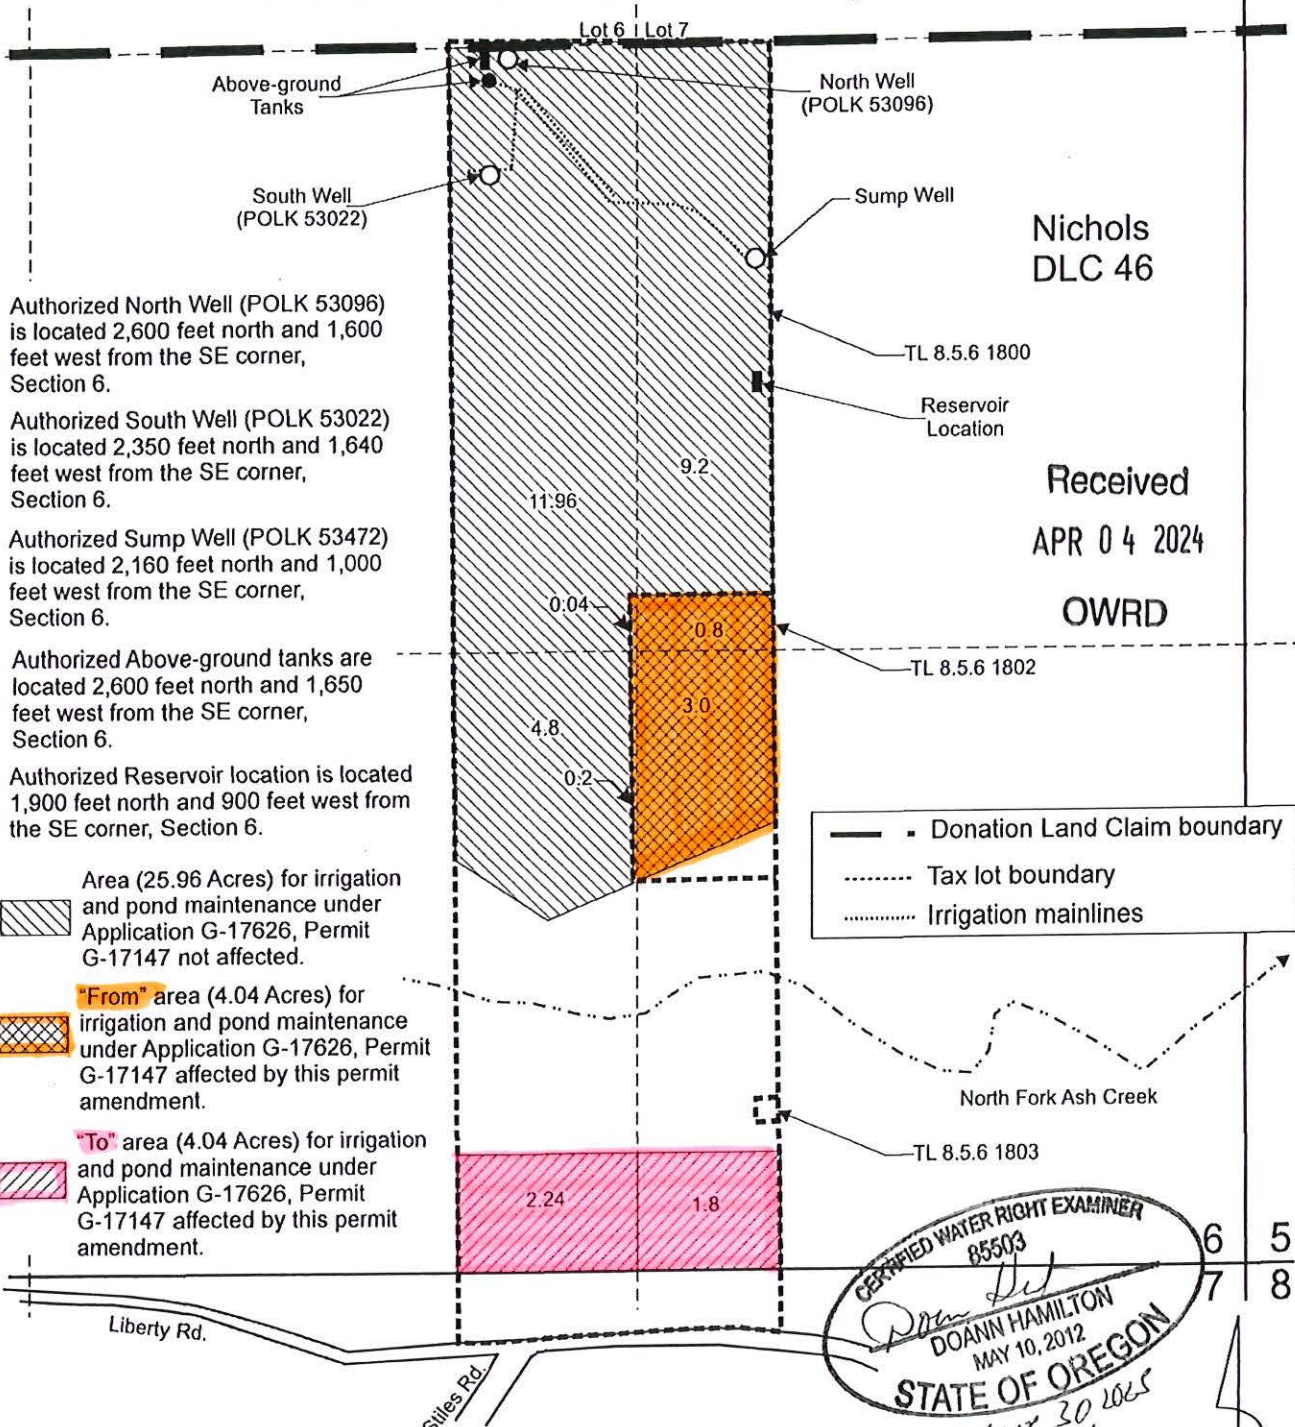 Lot 6 Lot 7
Above-ground
Tanks
North Well
(POLK 53096)
South Well
(POLK 53022)
Sump Well
Nichols
DLC 46
Authorized North Well (POLK 53096)
is located 2,600 feet north and 1,600
feet west from the SE corner,
Section 6.
TL 8.5.6 1800
Reservoir
Location
Authorized South Well (POLK 53022)
is located 2,350 feet north and 1,640
feet west from the SE corner,
Section 6.
9.2
11.96
Received
APR 04 2024
OWRD
Authorized Sump Well (POLK 53472)
is located 2,160 feet north and 1,000
feet west from the SE corner,
Section 6.
0.04
0.8
TL 8.5.6 1802
Authorized Above-ground tanks are
located 2,600 feet north and 1,650
feet west from the SE corner,
Section 6.
3.0
4.8
0.2
Authorized Reservoir location is located
1,900 feet north and 900 feet west from
the SE corner, Section 6.
Donation Land Claim boundary
Tax lot boundary
Irrigation mainlines
Area (25.96 Acres) for irrigation
and pond maintenance under
Application G-17626, Permit
G-17147 not affected.
"From" area (4.04 Acres) for
irrigation and pond maintenance
under Application G-17626, Permit
G-17147 affected by this permit
amendment.
North Fork Ash Creek
TL 8.5.6 1803
"To" area (4.04 Acres) for irrigation
and pond maintenance under
Application G-17626, Permit
G-17147 affected by this permit
amendment.
2.24
1.8
6 5
7 8
CERTIFIED WATER RIGHT EXAMINER
85503
DOANN HAMILTON
MAY 10, 2012
STATE OF OREGON
30, 2025
Liberty Rd.
Stiles Rd.